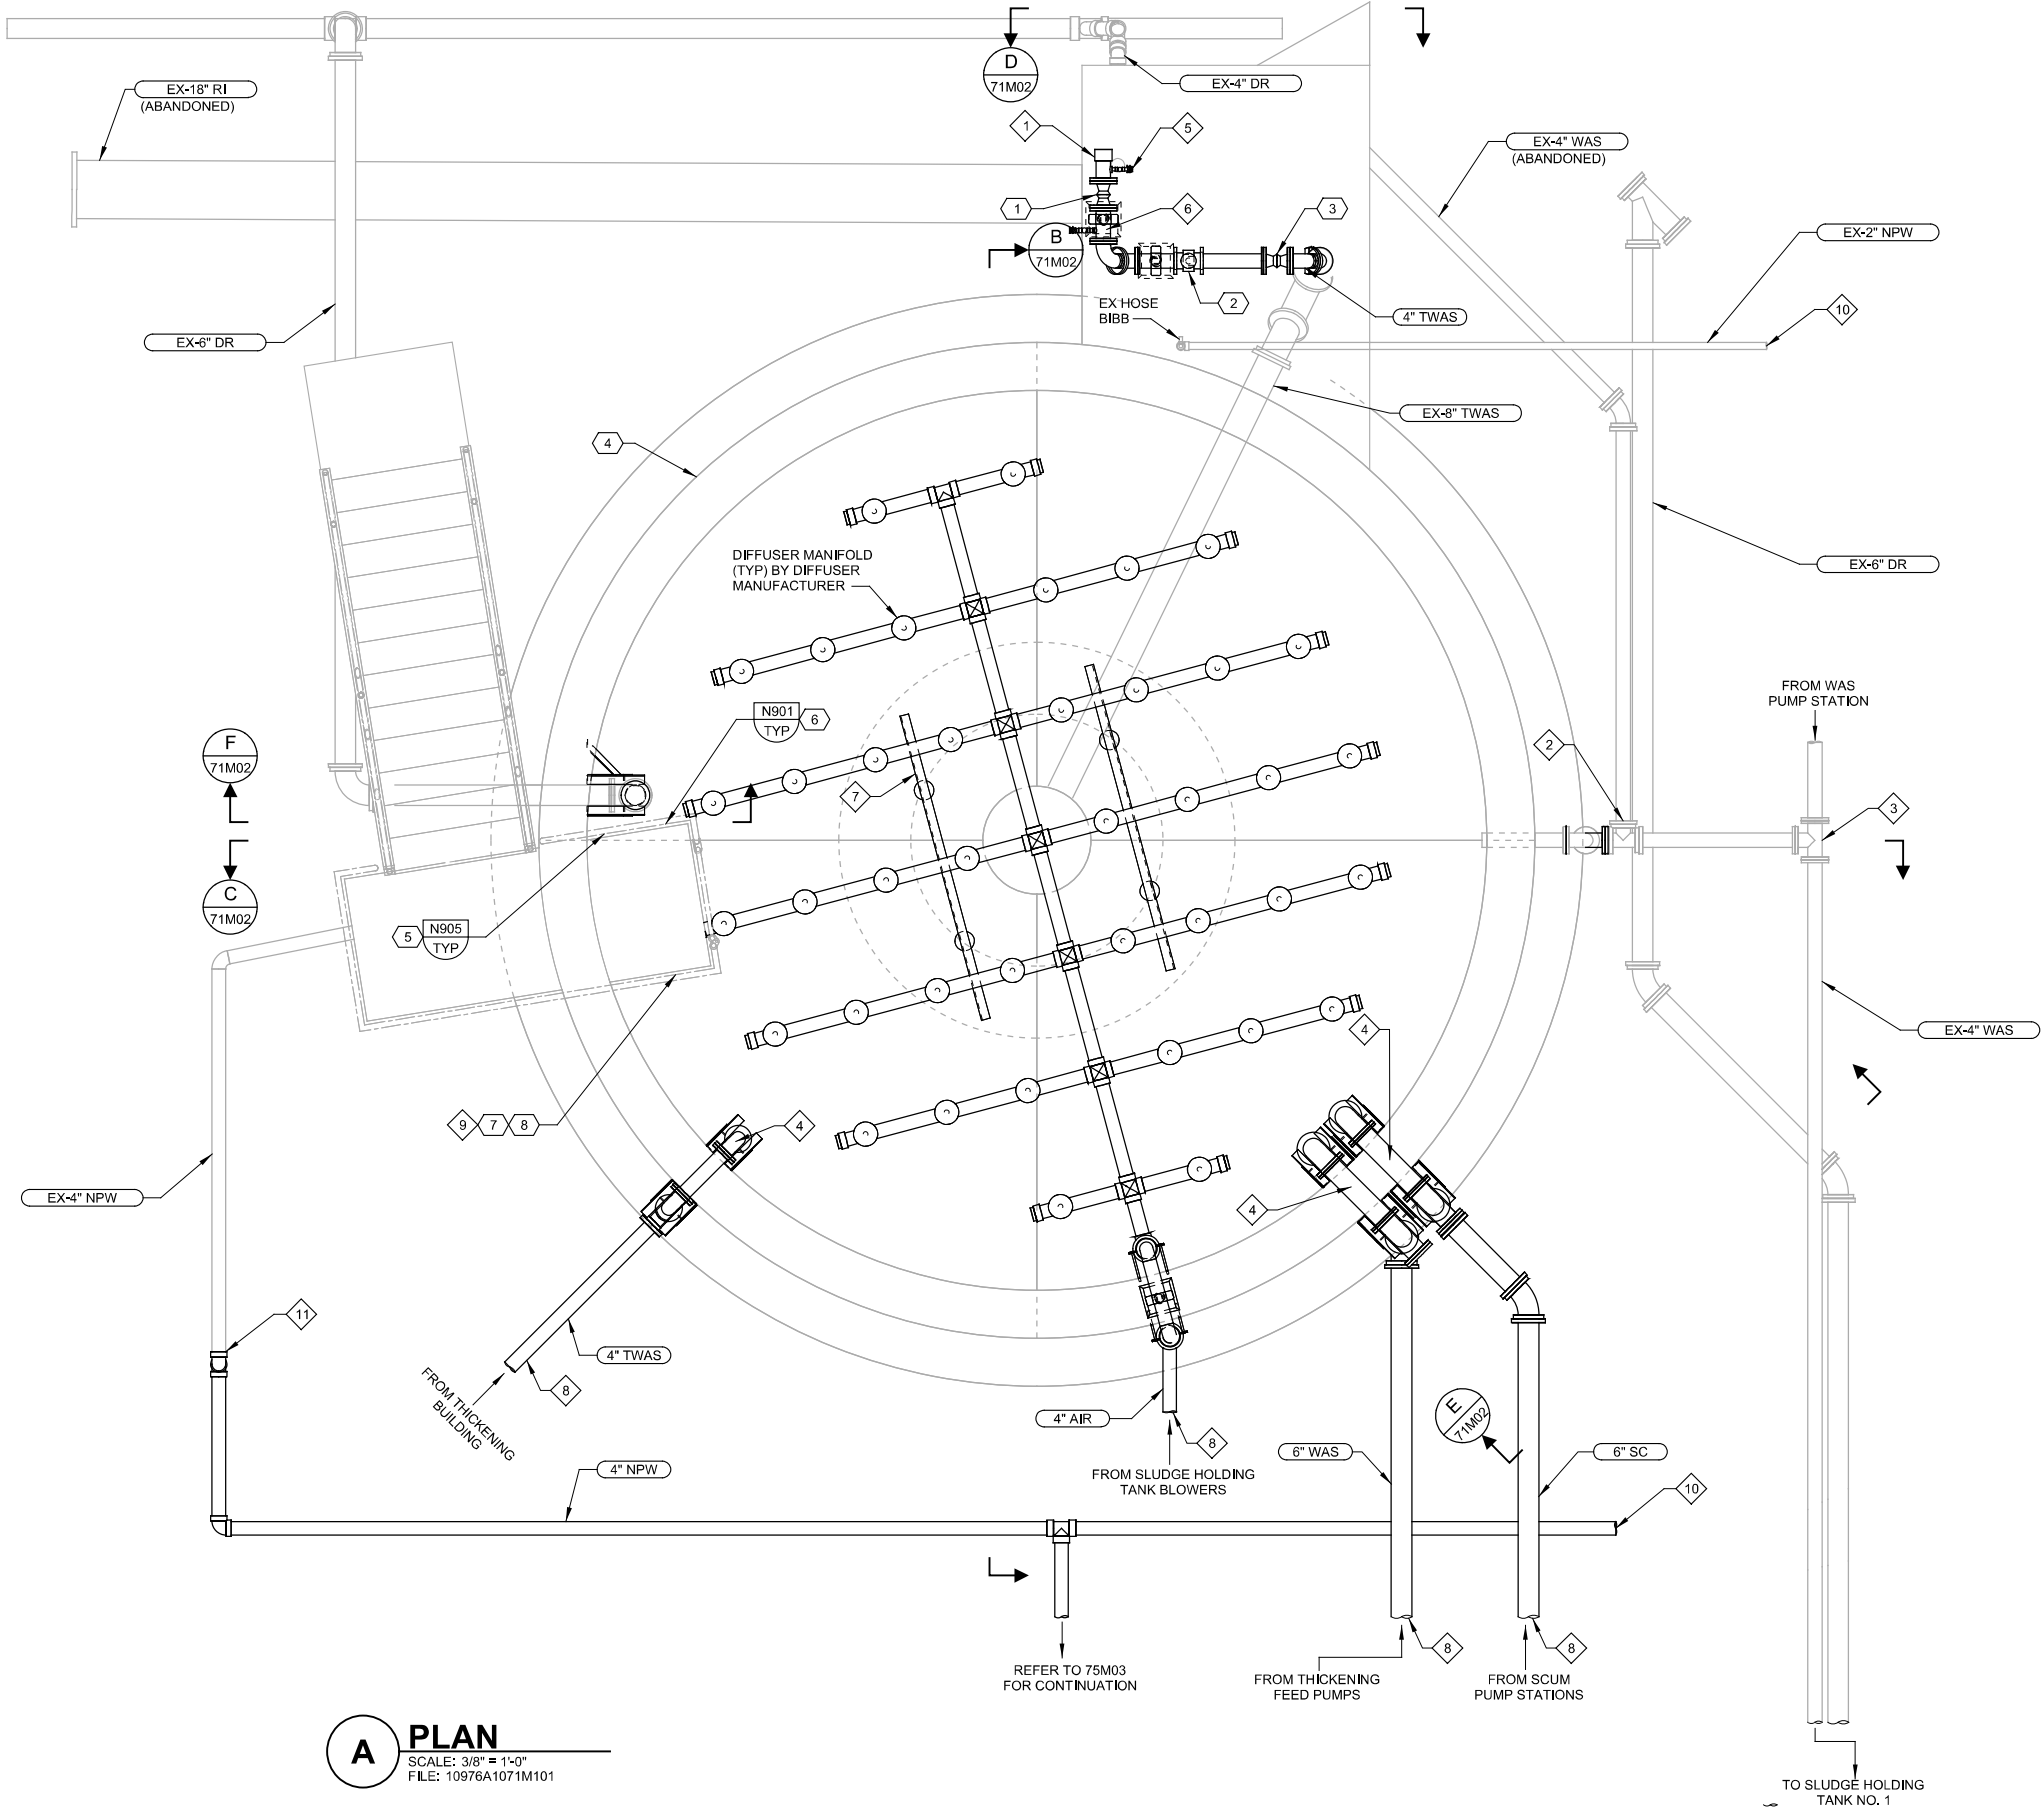 EX-18" RI
(ABANDONED)
D
71M02
EX-4" DR
1
5
EX-4" WAS
(ABANDONED)
1
6
3
B
71M02
EX-2" NPW
2
EX HOSE
BIBB
4" TWAS
10
EX-6" DR
EX-8" TWAS
4
DIFFUSER MANIFOLD
(TYP) BY DIFFUSER
MANUFACTURER
EX-6" DR
FROM WAS
PUMP STATION
N901
TYP
6
F
71M02
2
7
3
C
71M02
5
N905
TYP
EX-4" WAS
4
9
7
8
4
EX-4" NPW
4
11
4" TWAS
8
FROM THICKENING
BUILDING
4" AIR
E
71M02
8
6" WAS
6" SC
4" NPW
FROM SLUDGE HOLDING
TANK BLOWERS
10
8
8
REFER TO 75M03
FOR CONTINUATION
FROM THICKENING
FEED PUMPS
FROM SCUM
PUMP STATIONS
A
PLAN
SCALE: 3/8" = 1'-0"
FILE: 10976A1071M101
TO SLUDGE HOLDING
TANK NO. 1